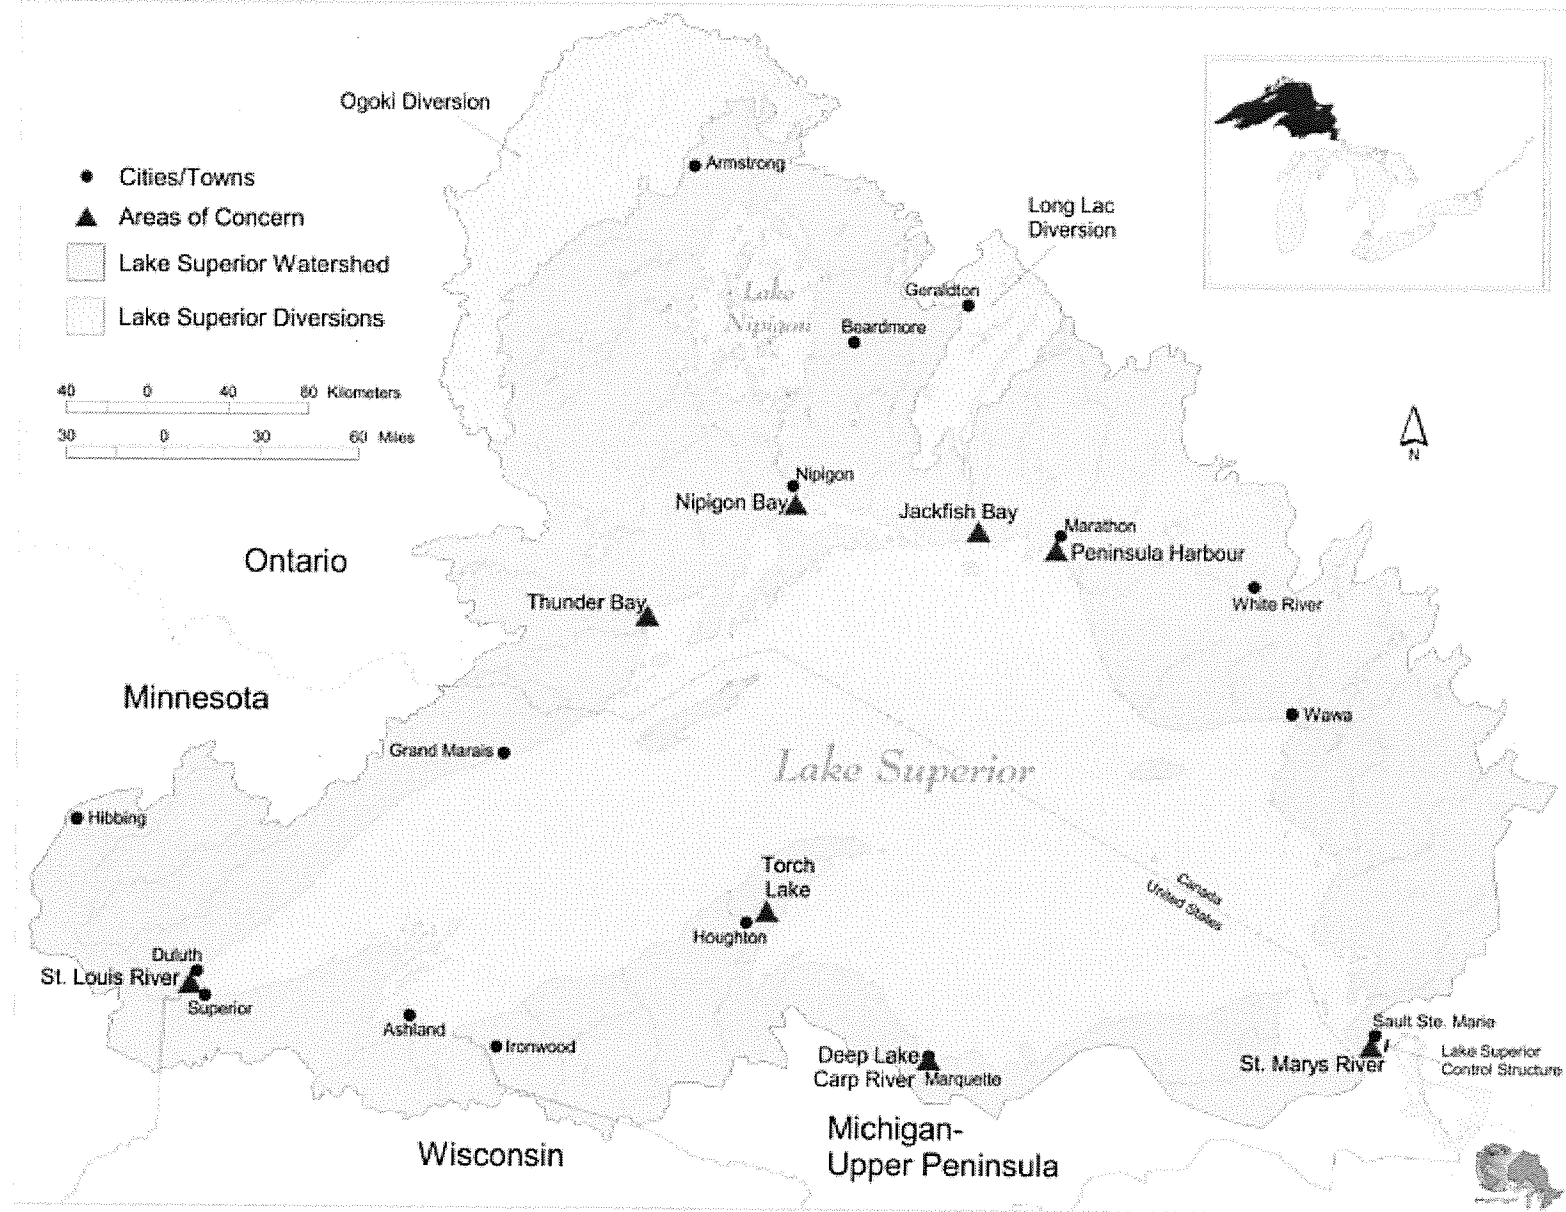 Ogoki Diversion
Armstrong
Cities/Towns
Areas of Concern
Lake Superior Watershed
Lake Superior Diversions
Long Lac
Diversion
Geraldton
Lake
Nipigon
Beardmore
40 0 40 80 Kilometers
30 0 30 60 Miles
N
Nipigon
Nipigon Bay
Jackfish Bay
Marathon
Peninsula Harbour
Ontario
White River
Thunder Bay
Minnesota
Wawa
Grand Marais
Lake Superior
Hibbing
Torch
Lake
Canada
United States
Houghton
Duluth
St. Louis River
Superior
Ashland
Ironwood
Sault Ste. Marie
Deep Lake
Carp River
Marquette
St. Marys River
Lake Superior
Control Structure
Michigan-
Upper Peninsula
Wisconsin